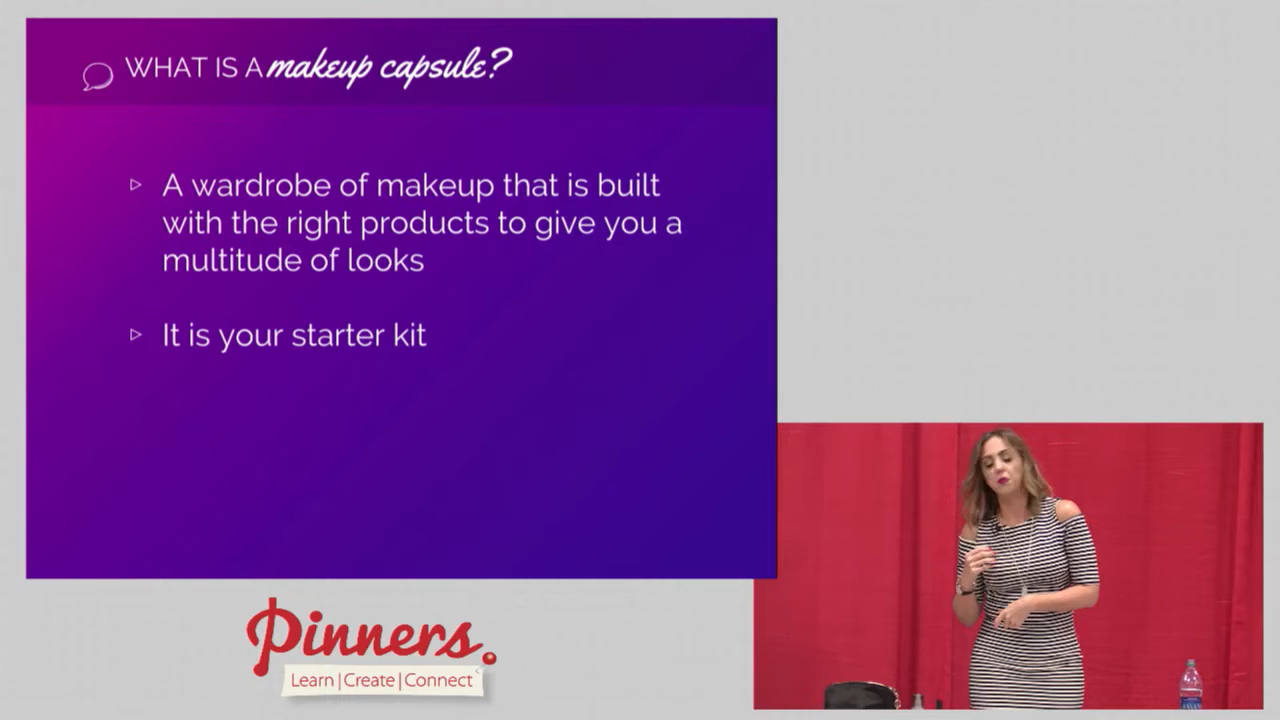 WHAT IS A makeup capsule?
A wardrobe of makeup that is built
with the right products to give you a
multitude of looks
It is your starter kit
Pinners.
Learn|Create|Connect